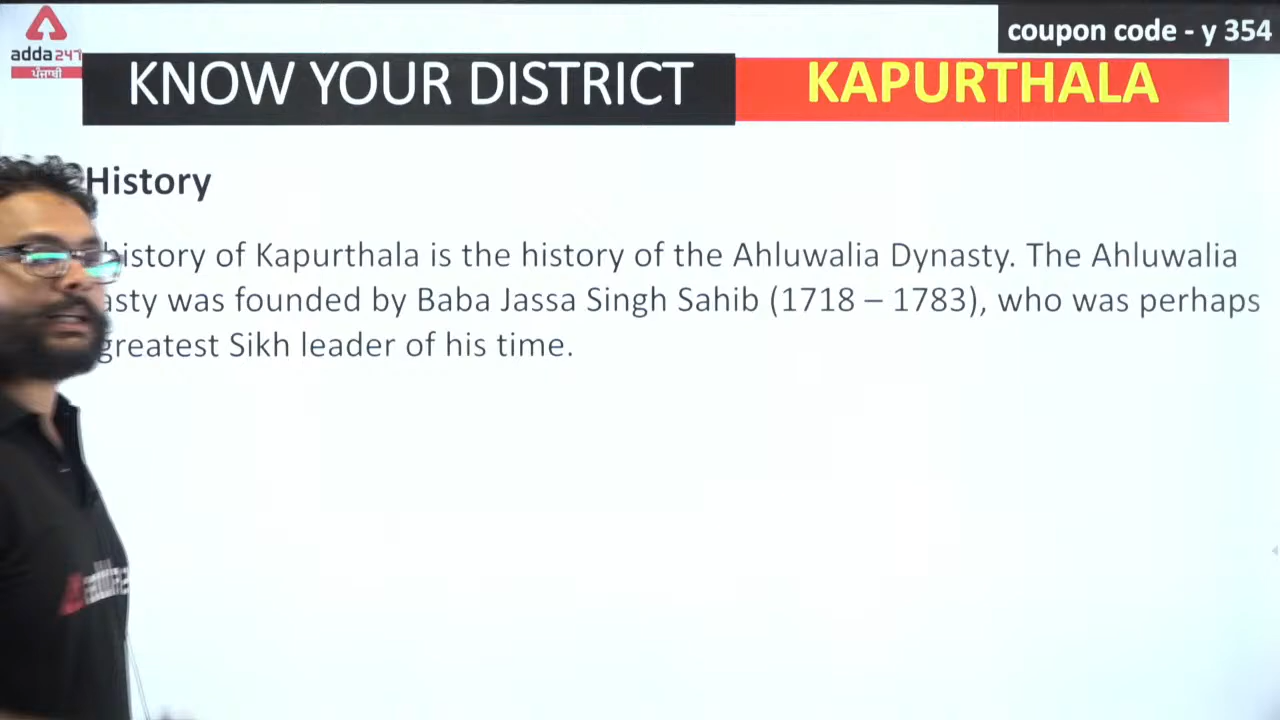 coupon code - y 354
adda247
ਪੰਜਾਬੀ
KNOW YOUR DISTRICT KAPURTHALA
History
history of Kapurthala is the history of the Ahluwalia Dynasty. The Ahluwalia
asty was founded by Baba Jassa Singh Sahib (1718 – 1783), who was perhaps
greatest Sikh leader of his time.